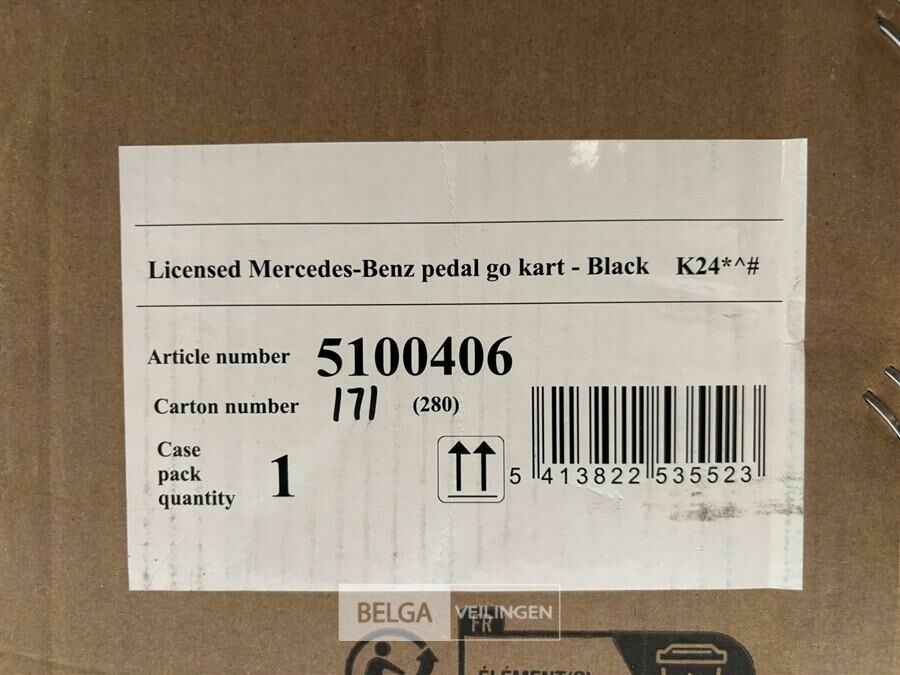 Licensed Mercedes-Benz pedal go kart - Black K24*^#
Article number 5100406
Carton number 171 (280)
Case
pack
quantity 1
5 413822 535523
BELGA VEILINGEN
FR
ÉLÉMENT(S)